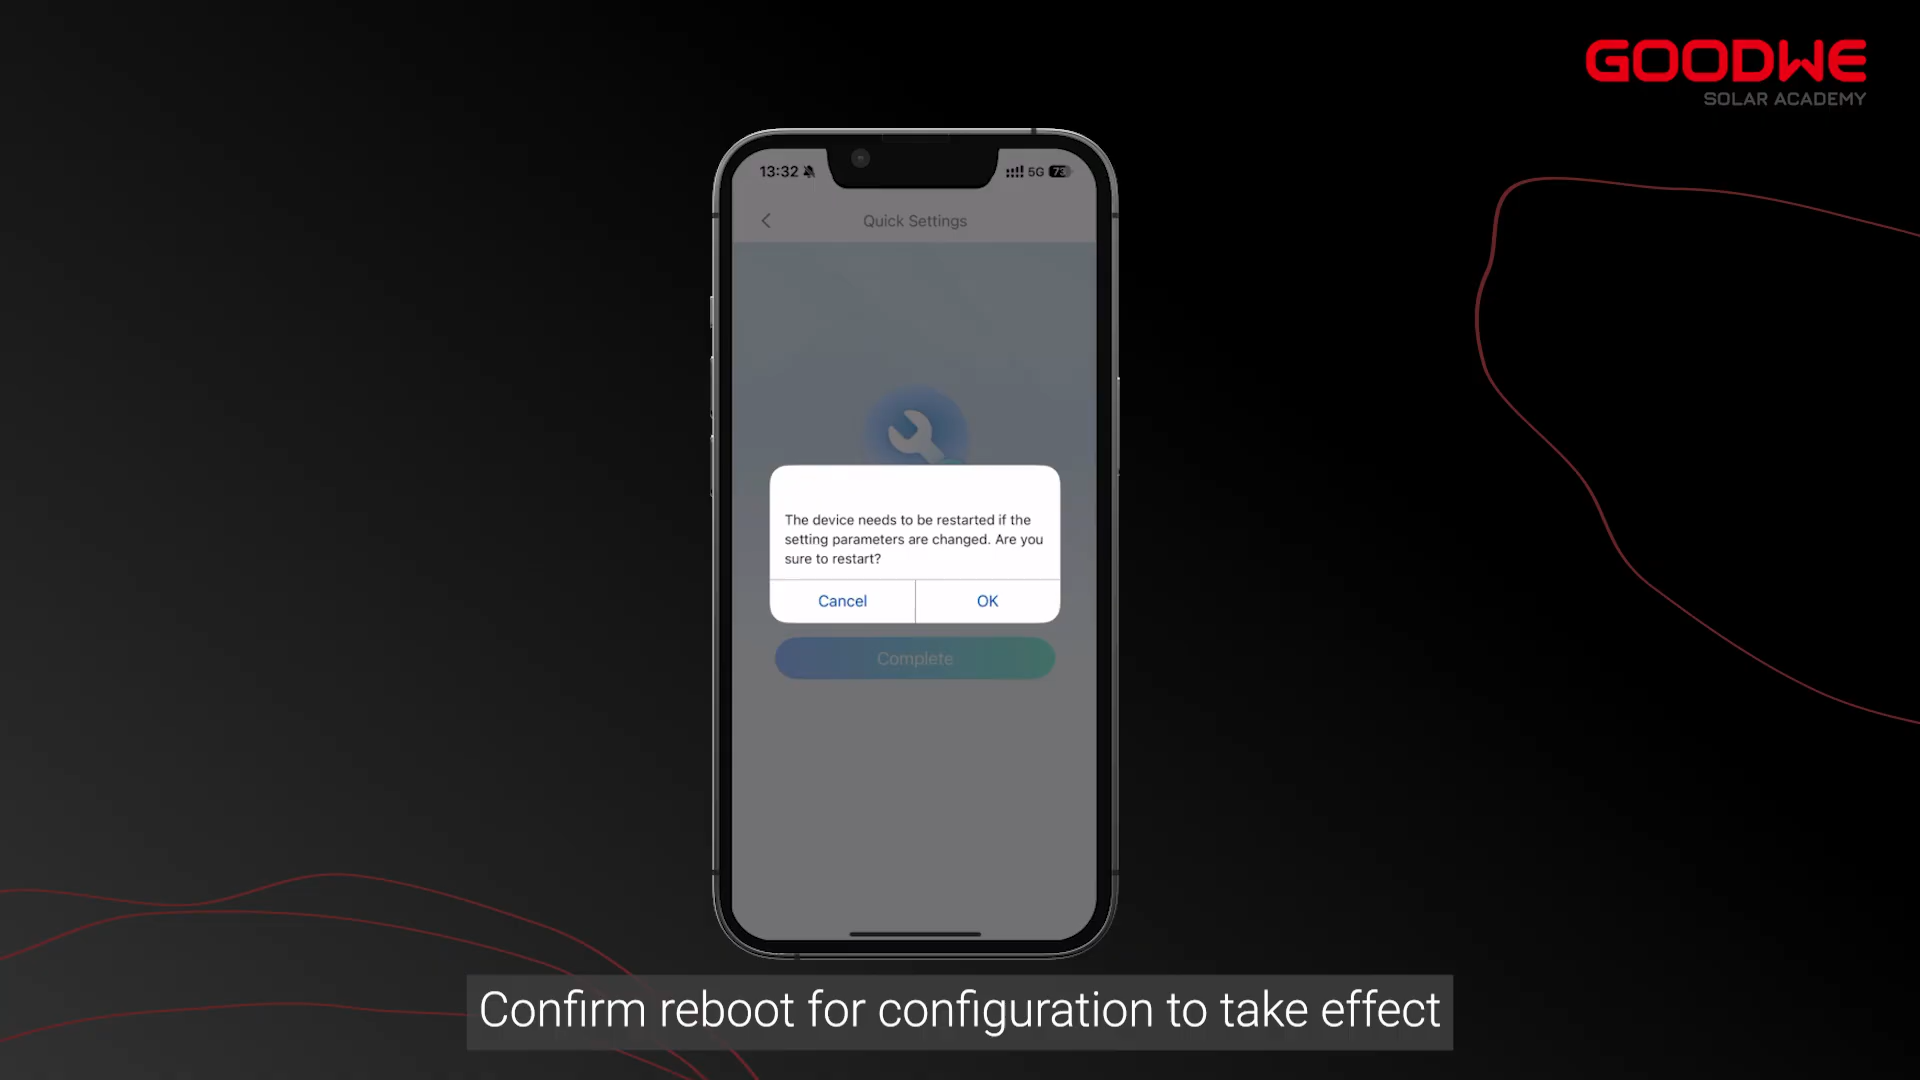 GOODWE
SOLAR ACADEMY
13:32
5G 73
Quick Settings
The device needs to be restarted if the
setting parameters are changed. Are you
sure to restart?
Cancel
OK
Complete
Confirm reboot for configuration to take effect